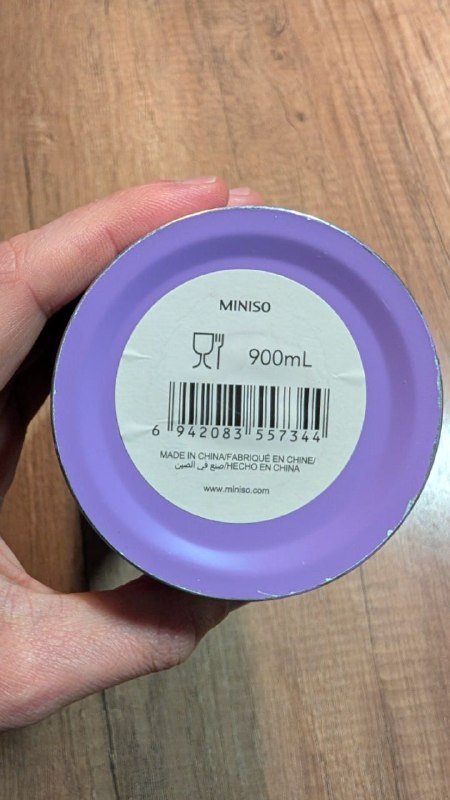 MINISO
900mL
6 942083 557344
MADE IN CHINA/FABRIQUÉ EN CHINE/
صنع في الصين/HECHO EN CHINA
www.miniso.com